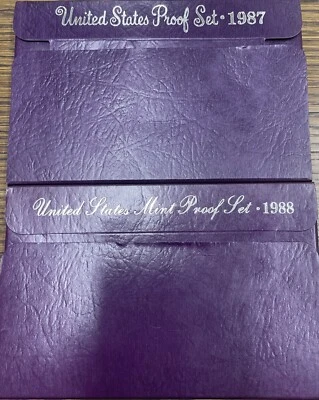 United States Proof Set · 1987
United States Mint Proof Set · 1988